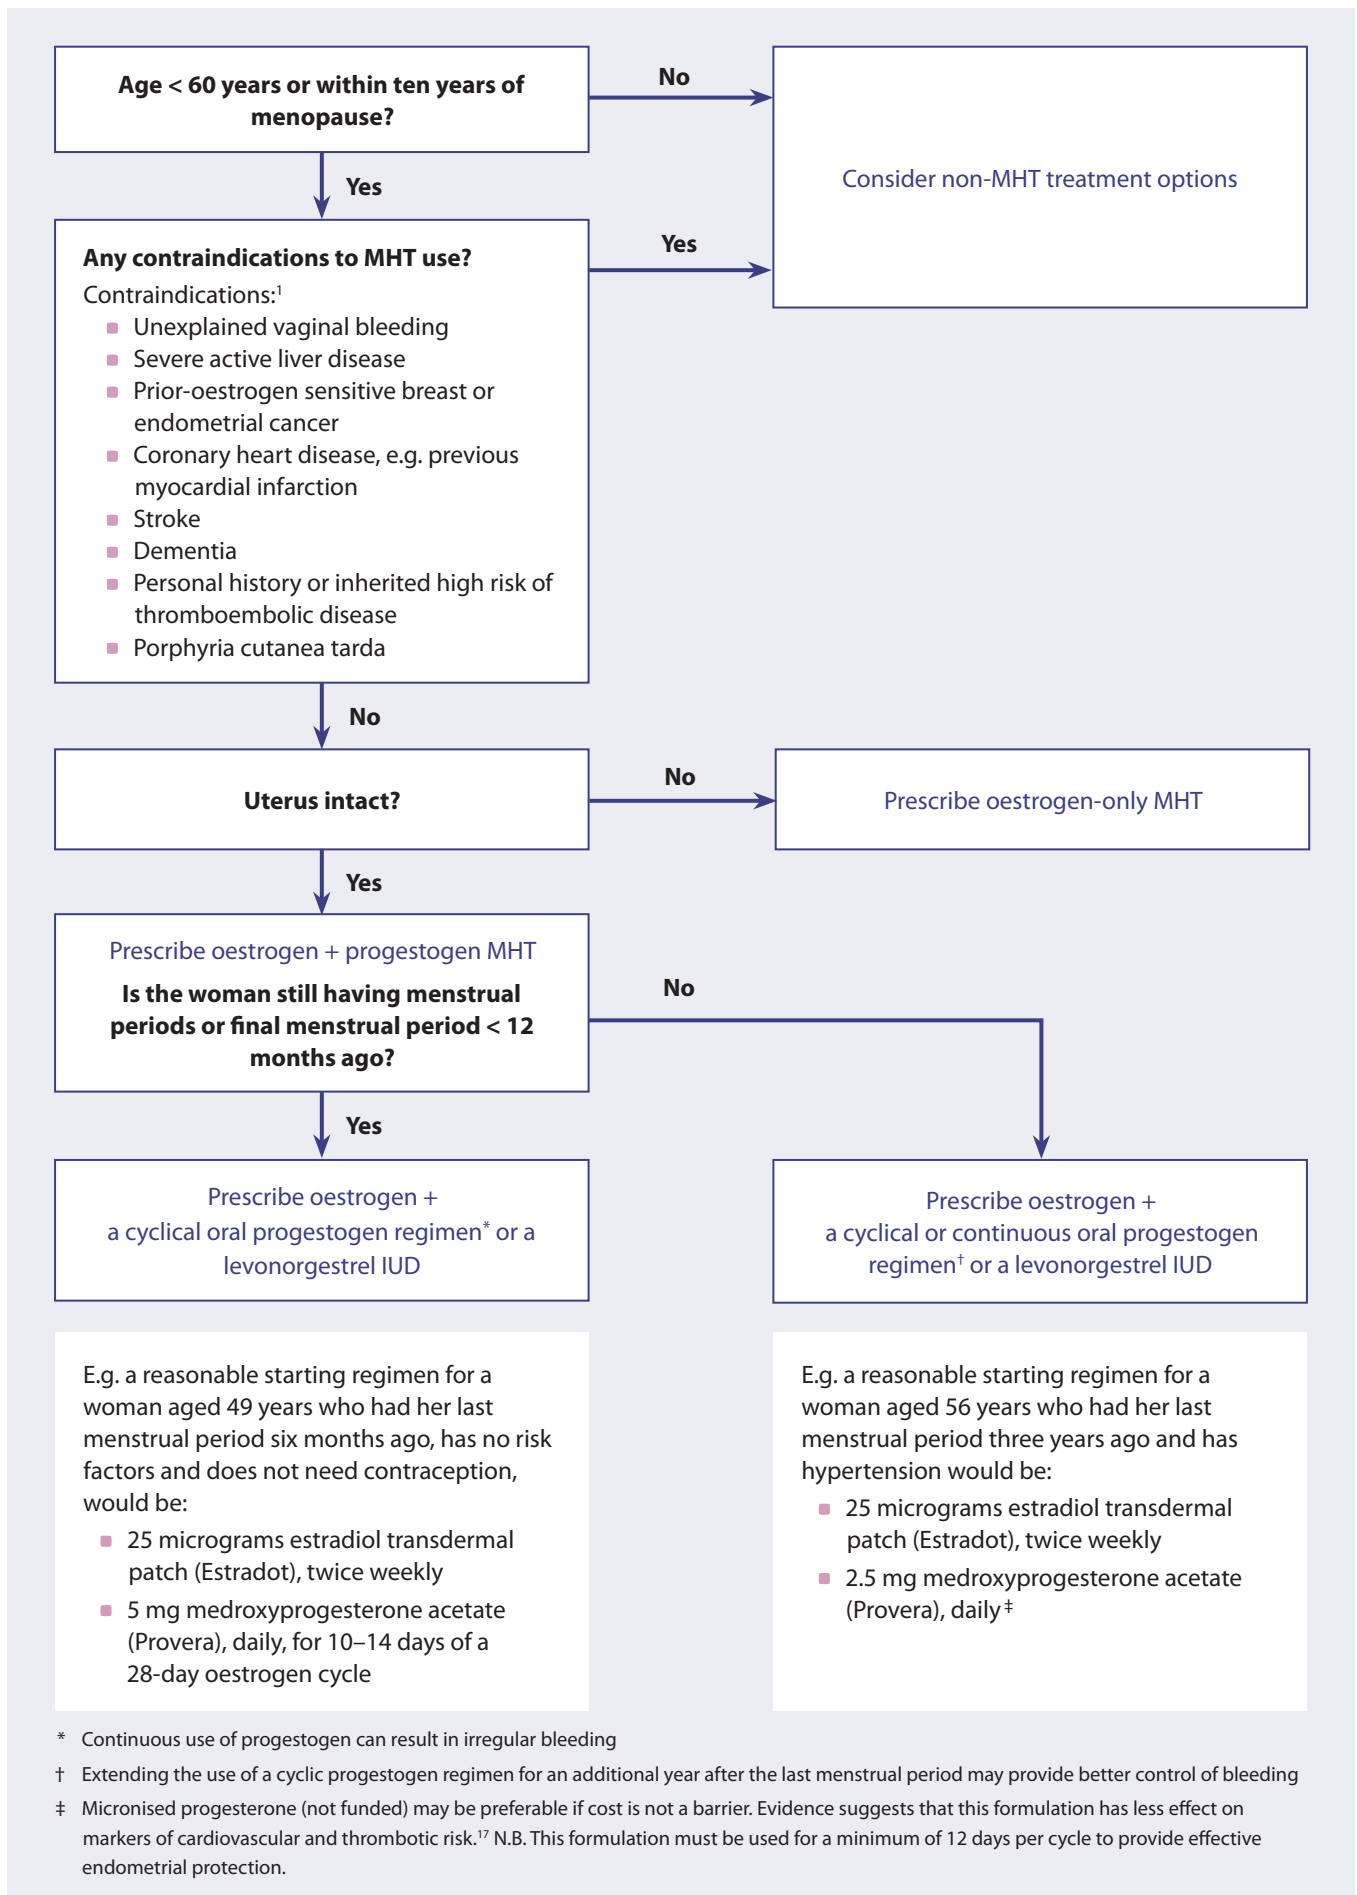 Age < 60 years or within ten years of
menopause?
No
Consider non-MHT treatment options
Yes
Any contraindications to MHT use?
Contraindications:¹
Unexplained vaginal bleeding
Severe active liver disease
Prior-oestrogen sensitive breast or
endometrial cancer
Coronary heart disease, e.g. previous
myocardial infarction
Stroke
Dementia
Personal history or inherited high risk of
thromboembolic disease
Porphyria cutanea tarda
Yes
No
Uterus intact?
No
Prescribe oestrogen-only MHT
Yes
Prescribe oestrogen + progestogen MHT
Is the woman still having menstrual
periods or final menstrual period < 12
months ago?
No
Yes
Prescribe oestrogen +
a cyclical oral progestogen regimen* or a
levonorgestrel IUD
Prescribe oestrogen +
a cyclical or continuous oral progestogen
regimen† or a levonorgestrel IUD
E.g. a reasonable starting regimen for a
woman aged 49 years who had her last
menstrual period six months ago, has no risk
factors and does not need contraception,
would be:
25 micrograms estradiol transdermal
patch (Estradot), twice weekly
5 mg medroxyprogesterone acetate
(Provera), daily, for 10–14 days of a
28-day oestrogen cycle
E.g. a reasonable starting regimen for a
woman aged 56 years who had her last
menstrual period three years ago and has
hypertension would be:
25 micrograms estradiol transdermal
patch (Estradot), twice weekly
2.5 mg medroxyprogesterone acetate
(Provera), daily‡
* Continuous use of progestogen can result in irregular bleeding
† Extending the use of a cyclic progestogen regimen for an additional year after the last menstrual period may provide better control of bleeding
‡ Micronised progesterone (not funded) may be preferable if cost is not a barrier. Evidence suggests that this formulation has less effect on
markers of cardiovascular and thrombotic risk.¹⁷ N.B. This formulation must be used for a minimum of 12 days per cycle to provide effective
endometrial protection.